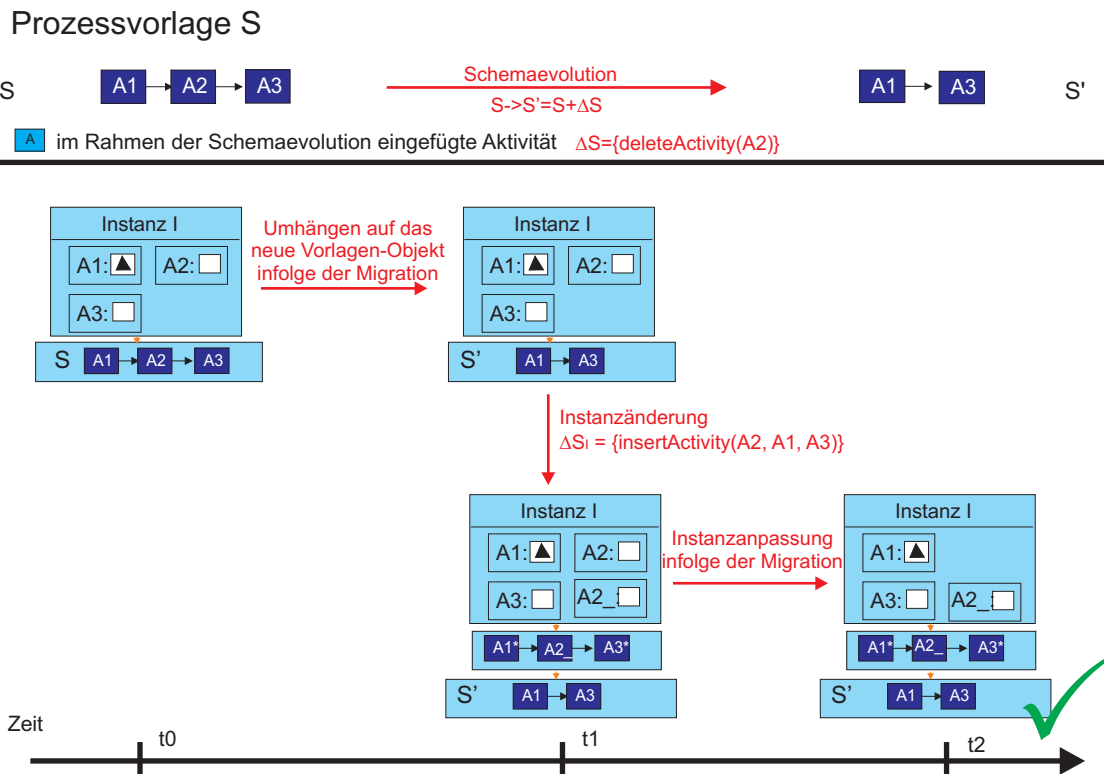 Prozessvorlage S
S A1 A2 A3
Schemaevolution
S->S'=S+ΔS
A1 A3 S'
A im Rahmen der Schemaevolution eingefügte Aktivität ΔS={deleteActivity(A2)}
Instanz I
A1: A2:
A3:
S A1 A2 A3
Umhängen auf das
neue Vorlagen-Objekt
infolge der Migration
Instanz I
A1: A2:
A3:
S’ A1 A3
Instanzänderung
ΔSI = {insertActivity(A2, A1, A3)}
Instanz I
A1: A2:
A3: A2_:
A1* A2_ A3*
S’ A1 A3
Instanzanpassung
infolge der Migration
Instanz I
A1:
A3: A2_:
A1* A2_ A3*
S’ A1 A3
Zeit
t0 t1 t2